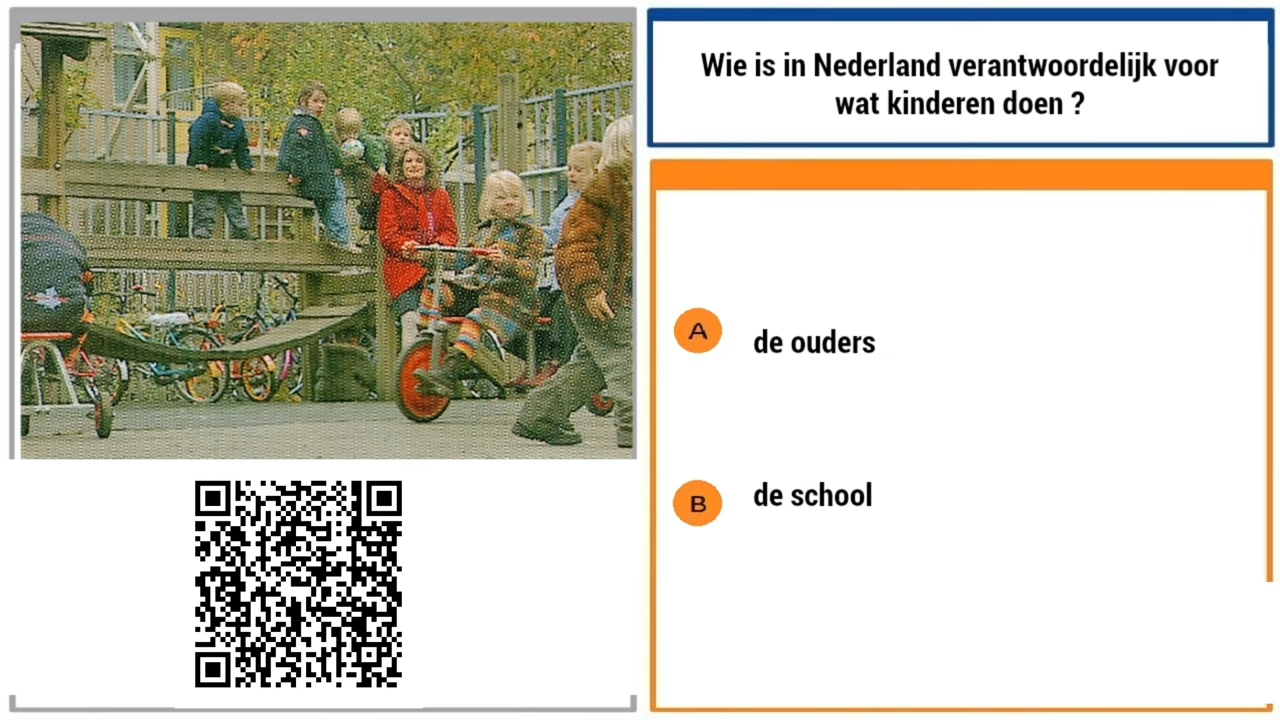 Wie is in Nederland verantwoordelijk voor
wat kinderen doen ?
A
de ouders
B
de school